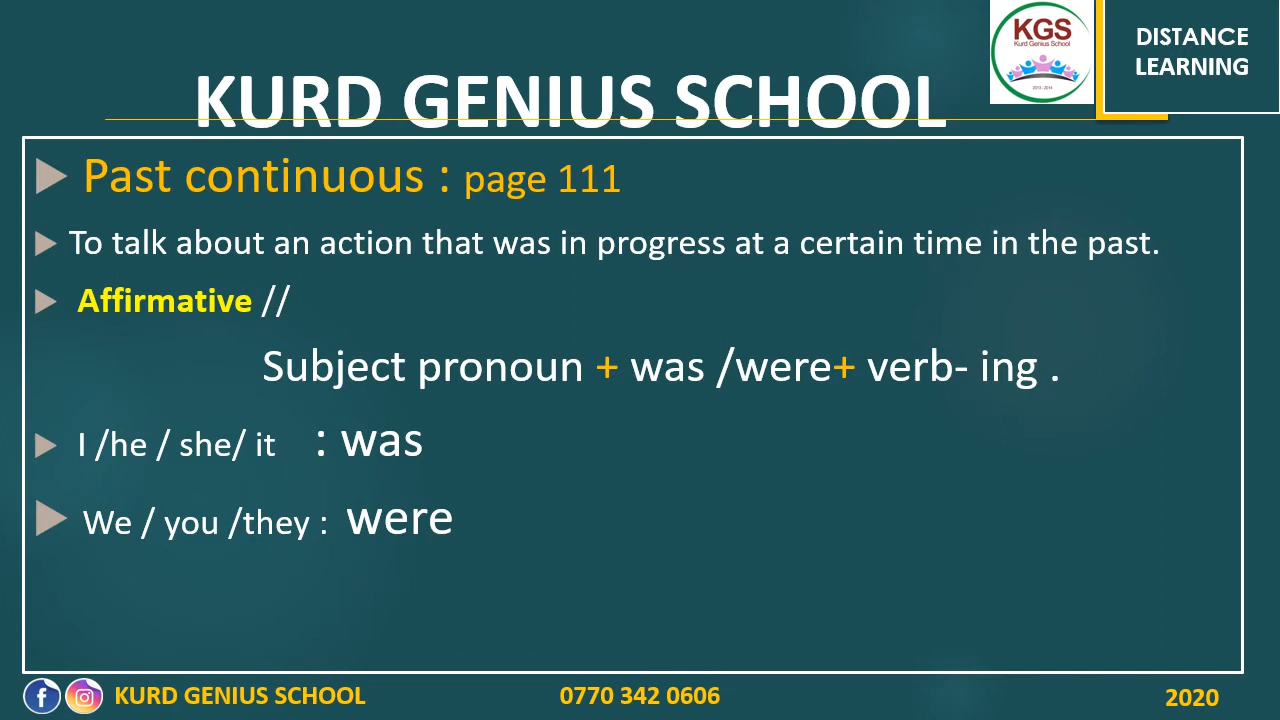 KGS
Kurd Genius School
2013 - 2014
DISTANCE
LEARNING
KURD GENIUS SCHOOL
Past continuous : page 111
To talk about an action that was in progress at a certain time in the past.
Affirmative //
Subject pronoun + was /were+ verb- ing .
I /he / she/ it : was
We / you /they : were
KURD GENIUS SCHOOL
0770 342 0606
2020